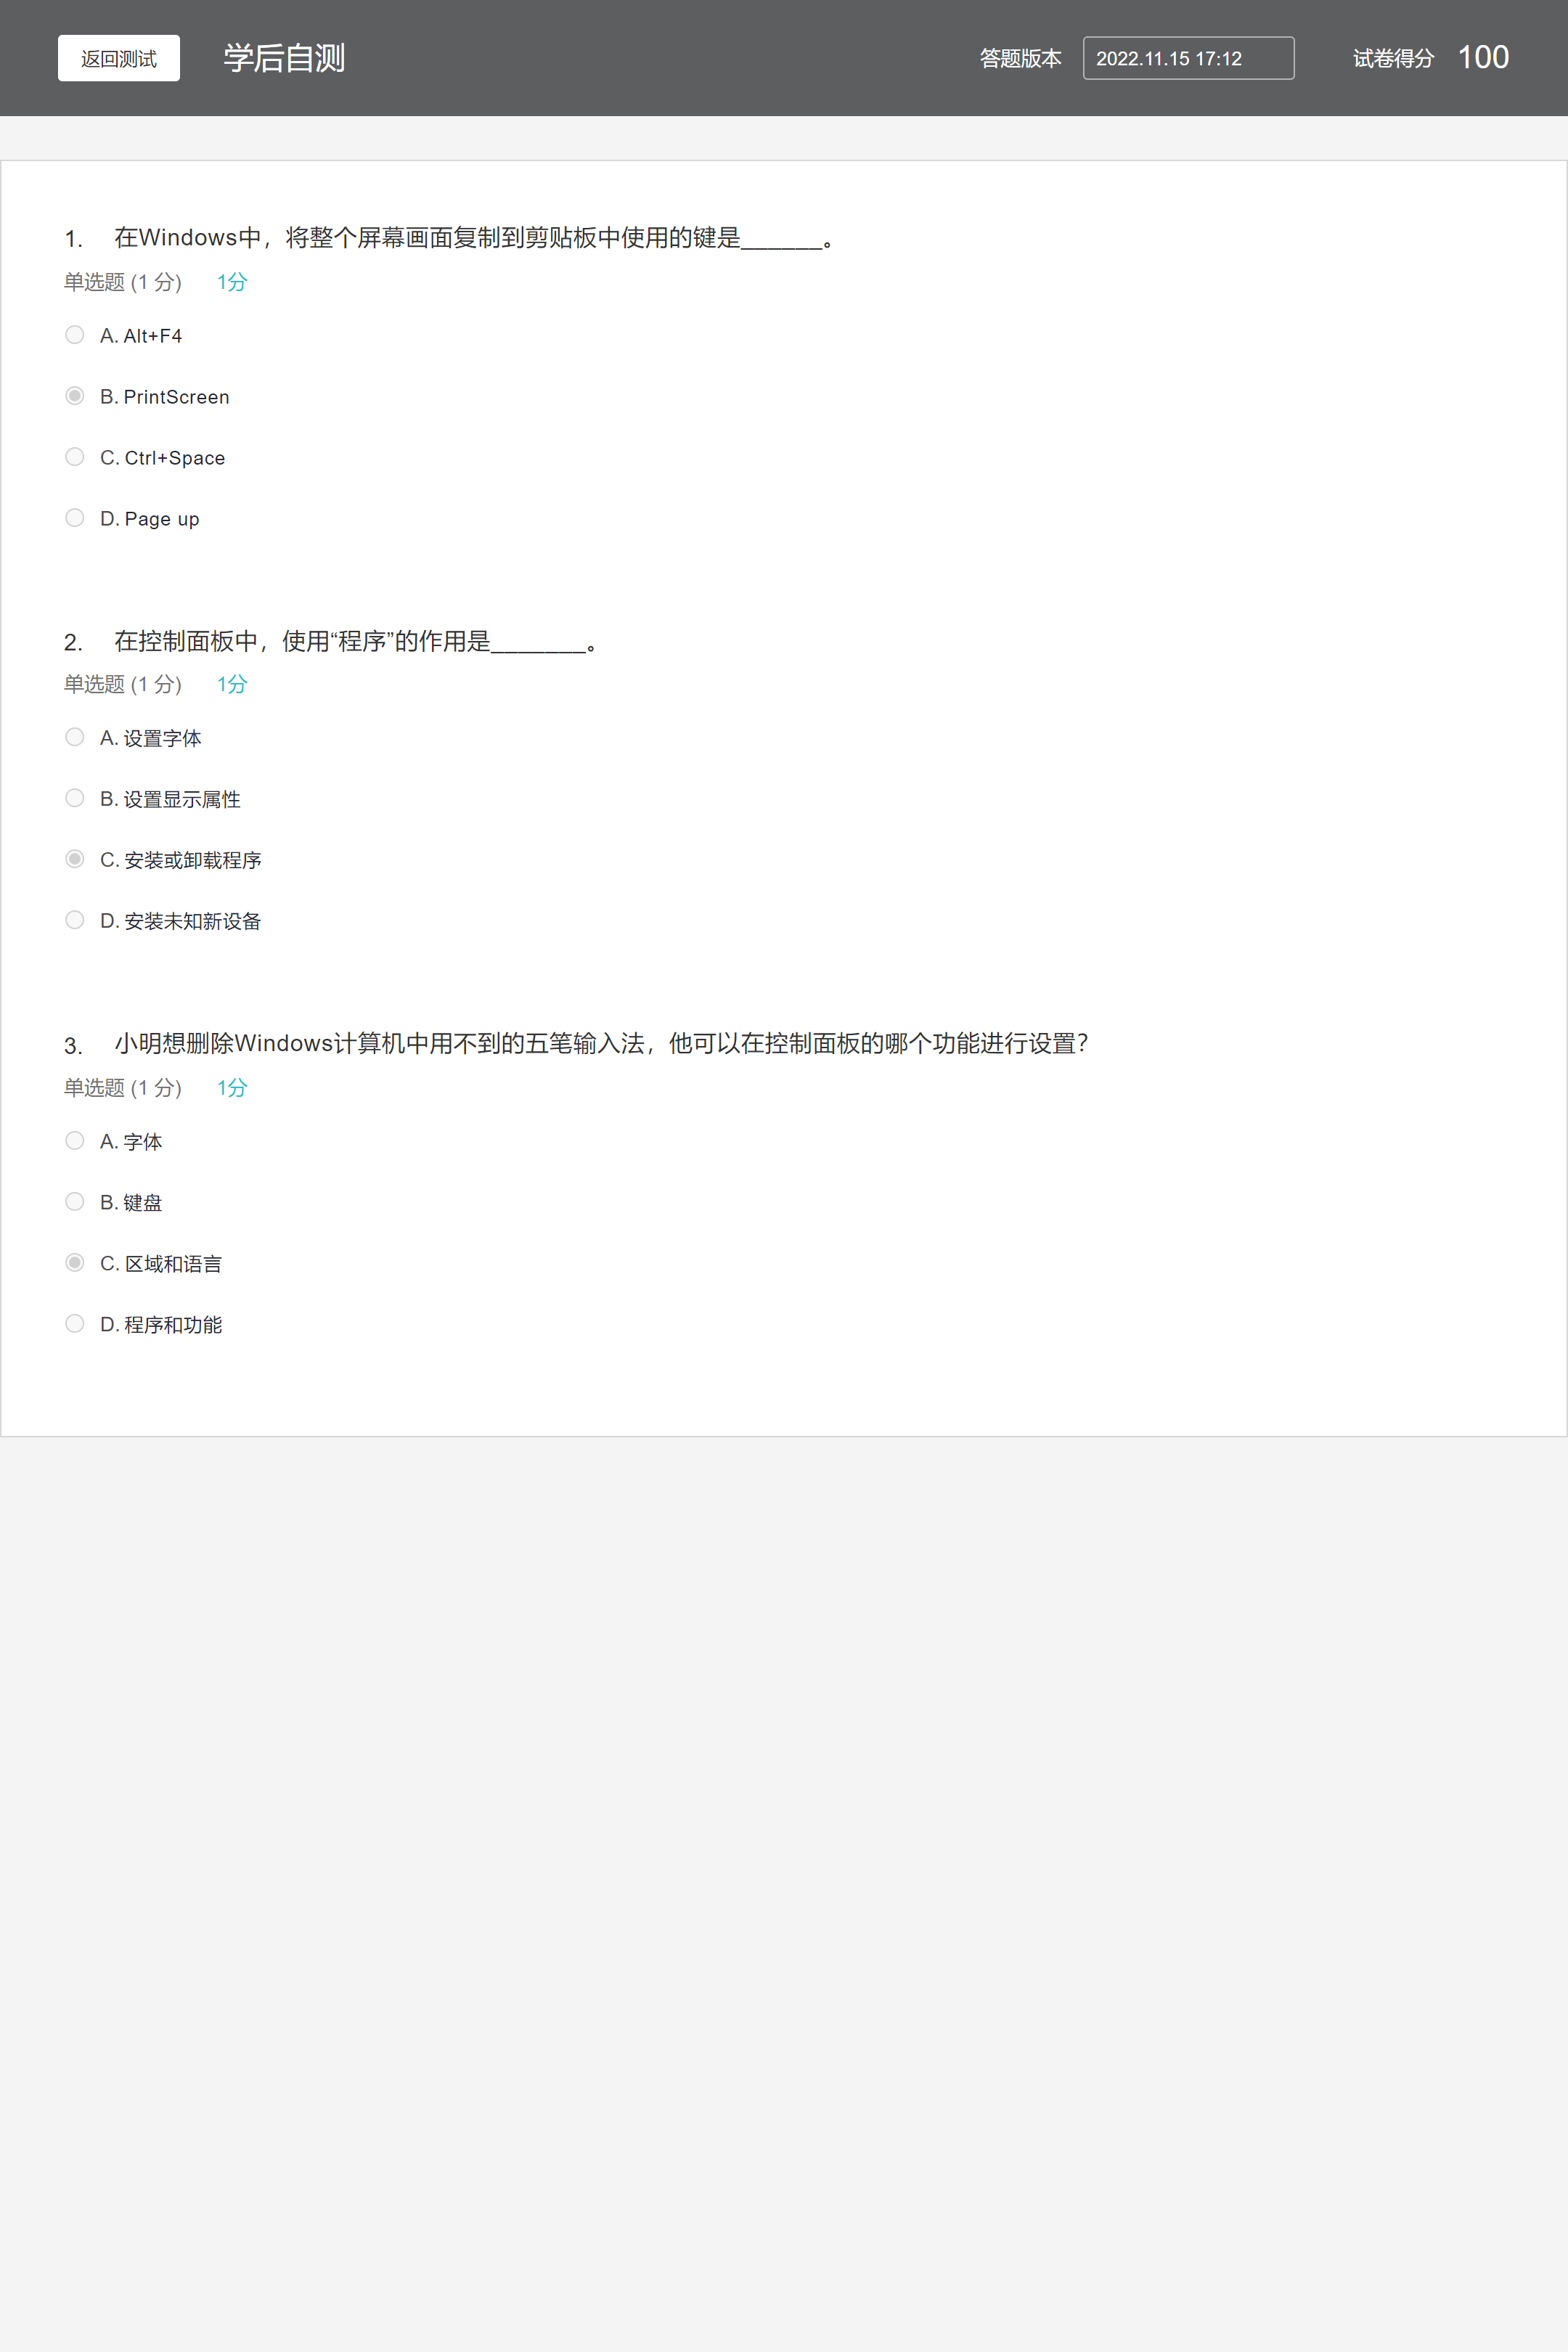 返回测试 学后自测 答题版本 2022.11.15 17:12 试卷得分 100
1. 在Windows中，将整个屏幕画面复制到剪贴板中使用的键是______。
单选题 (1 分) 1分
A. Alt+F4
B. PrintScreen
C. Ctrl+Space
D. Page up
2. 在控制面板中，使用“程序”的作用是_______。
单选题 (1 分) 1分
A. 设置字体
B. 设置显示属性
C. 安装或卸载程序
D. 安装未知新设备
3. 小明想删除Windows计算机中用不到的五笔输入法，他可以在控制面板的哪个功能进行设置？
单选题 (1 分) 1分
A. 字体
B. 键盘
C. 区域和语言
D. 程序和功能